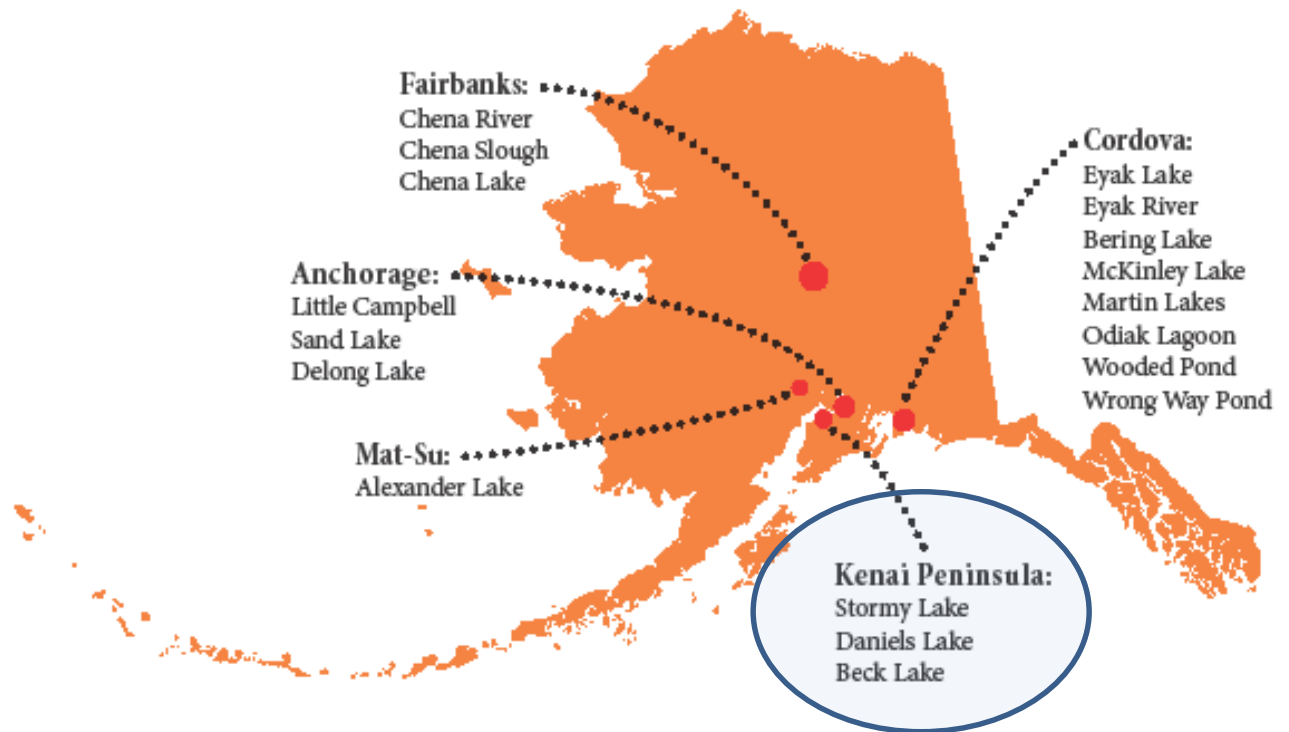 Fairbanks:
Chena River
Chena Slough
Chena Lake
Cordova:
Eyak Lake
Eyak River
Bering Lake
McKinley Lake
Martin Lakes
Odiak Lagoon
Wooded Pond
Wrong Way Pond
Anchorage:
Little Campbell
Sand Lake
Delong Lake
Mat-Su:
Alexander Lake
Kenai Peninsula:
Stormy Lake
Daniels Lake
Beck Lake